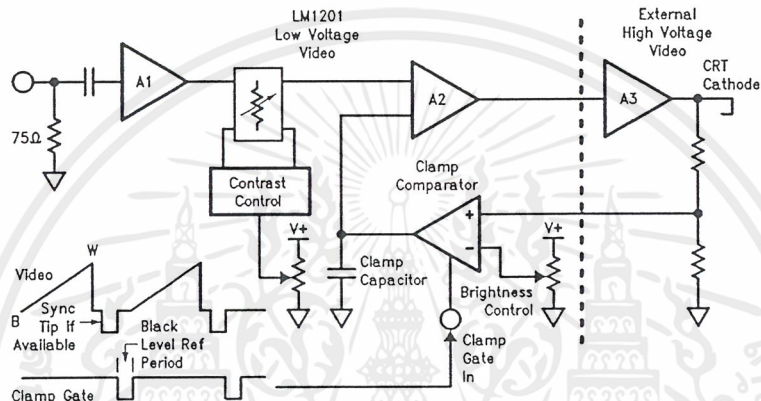 LM1201
Low Voltage
Video
External
High Voltage
Video
CRT
Cathode
A1
A2
A3
75Ω
Contrast
Control
Clamp
Comparator
+
−
V+
V+
Clamp
Capacitor
Brightness
Control
Clamp
Gate
In
W
Video
B
Sync
Tip If
Available
Black
Level Ref
Period
Clamp Gate